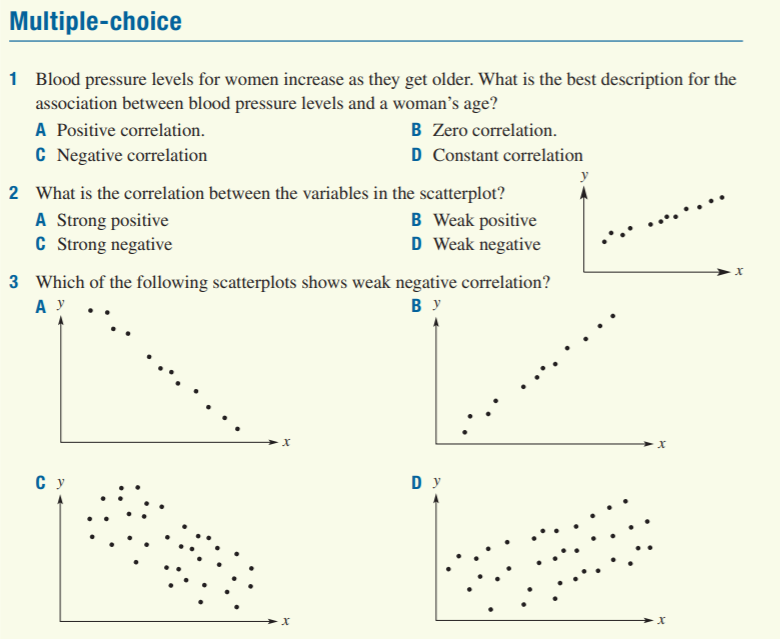 Multiple-choice
1 Blood pressure levels for women increase as they get older. What is the best description for the
association between blood pressure levels and a woman's age?
A Positive correlation. B Zero correlation.
C Negative correlation D Constant correlation
2 What is the correlation between the variables in the scatterplot?
A Strong positive B Weak positive
C Strong negative D Weak negative
y
x
3 Which of the following scatterplots shows weak negative correlation?
A y B y
x x
C y D y
x x